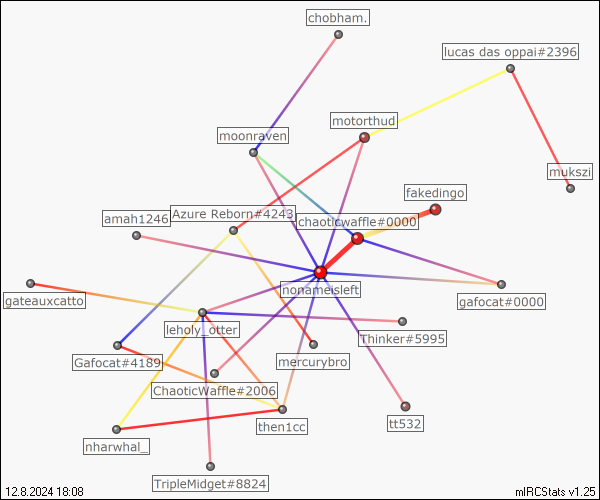 chobham.
lucas das oppai#2396
motorthud
moonraven
mukszi
fakedingo
Azure Reborn#4243
amah1246
chaoticwaffle#0000
nonameisleft
gateauxcatto
gafocat#0000
leholy_otter
Thinker#5995
Gafocat#4189
mercurybro
ChaoticWaffle#2006
then1cc
tt532
nharwhal_
TripleMidget#8824
12.8.2024 18:08
mIRCStats v1.25